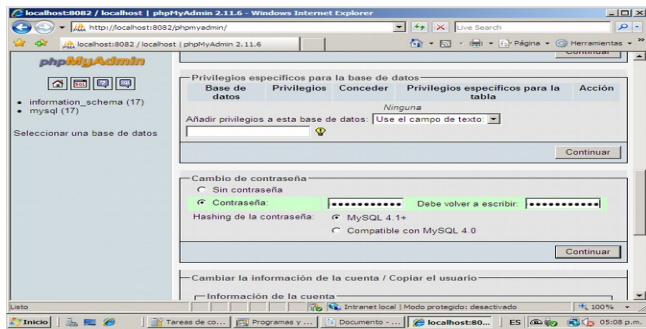 localhost:8082 / localhost | phpMyAdmin 2.11.6 - Windows Internet Explorer
http://localhost:8082/phpmyadmin/
Live Search
localhost:8082 / localhost | phpMyAdmin 2.11.6
Página
Herramientas
phpMyAdmin
Continuar
information_schema (17)
mysql (17)
Seleccionar una base de datos
Privilegios específicos para la base de datos
Base de datos Privilegios Conceder Privilegios específicos para la tabla Acción
Ninguna
Añadir privilegios a esta base de datos: Use el campo de texto:
Continuar
Cambio de contraseña
Sin contraseña
Contraseña: ••••••••••• Debe volver a escribir: •••••••••••
Hashing de la contraseña: MySQL 4.1+
Compatible con MySQL 4.0
Continuar
Cambiar la información de la cuenta / Copiar el usuario
Información de la cuenta
Listo
Intranet local | Modo protegido: desactivado
100%
Inicio
Tareas de co...
Programas y ...
Documento - ...
localhost:80...
ES
05:08 p.m.